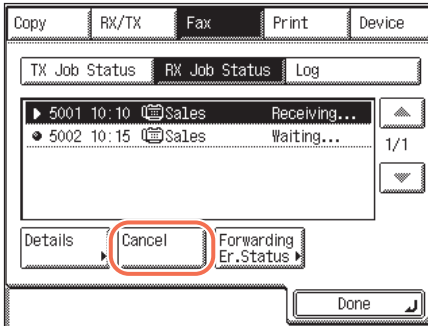 Copy RX/TX Fax Print Device
TX Job Status RX Job Status Log
5001 10:10 Sales Receiving...
5002 10:15 Sales Waiting...
1/1
Details Cancel Forwarding
Er.Status
Done